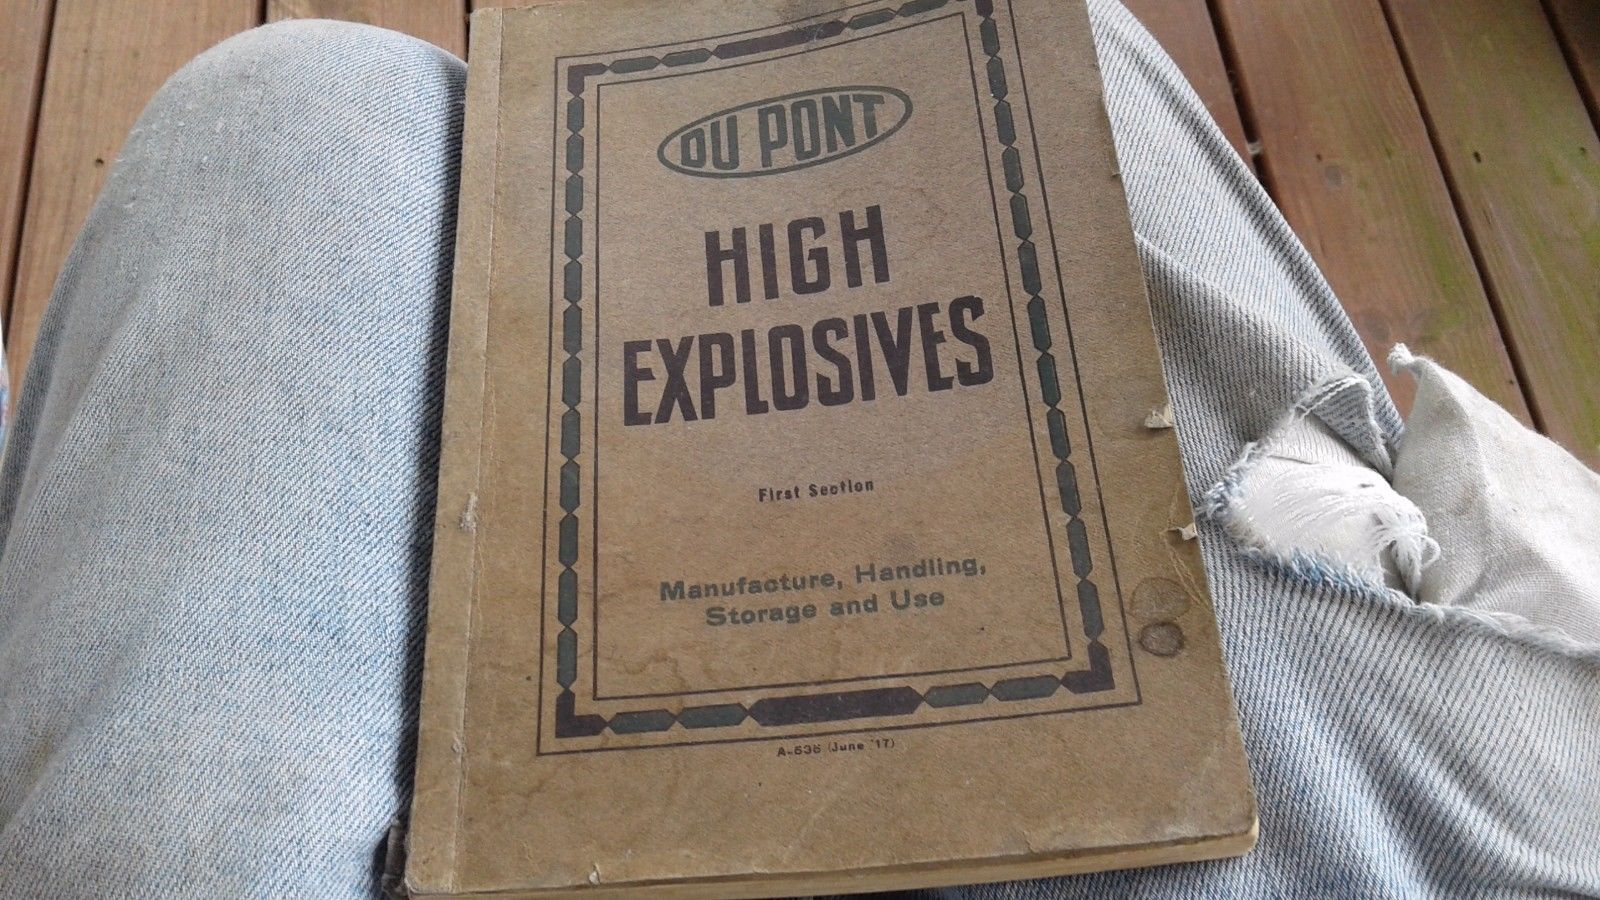 DU PONT
HIGH
EXPLOSIVES
First Section
Manufacture, Handling,
Storage and Use
(June '17)